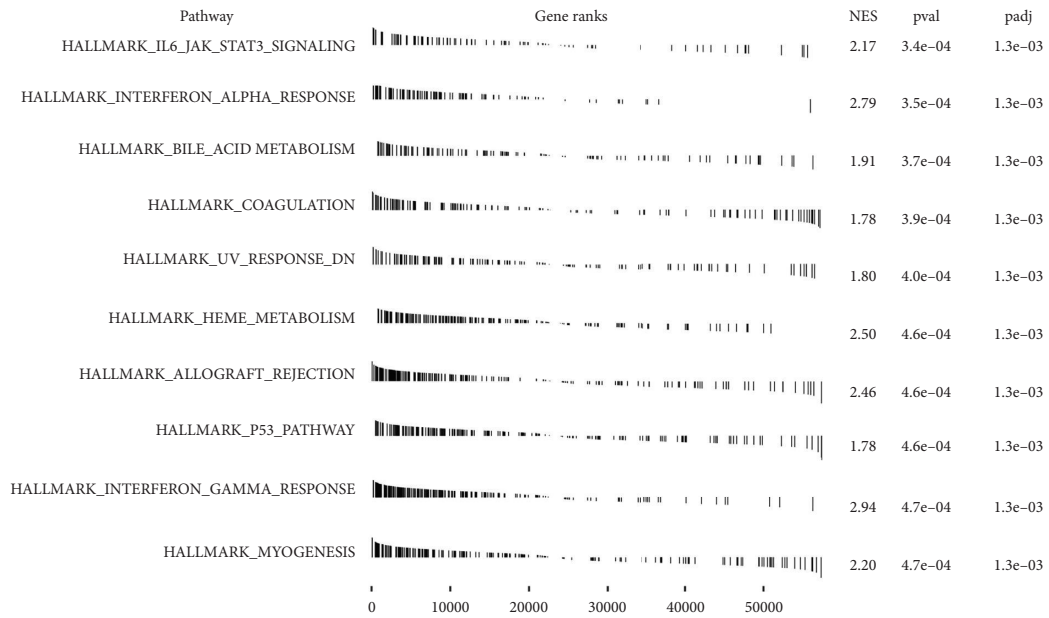 Pathway Gene ranks NES pval padj
HALLMARK_IL6_JAK_STAT3_SIGNALING 2.17 3.4e–04 1.3e–03
HALLMARK_INTERFERON_ALPHA_RESPONSE 2.79 3.5e–04 1.3e–03
HALLMARK_BILE_ACID METABOLISM 1.91 3.7e–04 1.3e–03
HALLMARK_COAGULATION 1.78 3.9e–04 1.3e–03
HALLMARK_UV_RESPONSE_DN 1.80 4.0e–04 1.3e–03
HALLMARK_HEME_METABOLISM 2.50 4.6e–04 1.3e–03
HALLMARK_ALLOGRAFT_REJECTION 2.46 4.6e–04 1.3e–03
HALLMARK_P53_PATHWAY 1.78 4.6e–04 1.3e–03
HALLMARK_INTERFERON_GAMMA_RESPONSE 2.94 4.7e–04 1.3e–03
HALLMARK_MYOGENESIS 2.20 4.7e–04 1.3e–03
0 10000 20000 30000 40000 50000